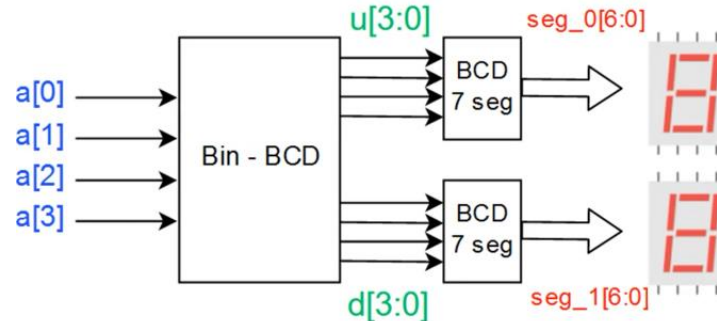 u[3:0]
seg_0[6:0]
a[0]
a[1]
a[2]
a[3]
Bin - BCD
BCD
7 seg
BCD
7 seg
d[3:0]
seg_1[6:0]